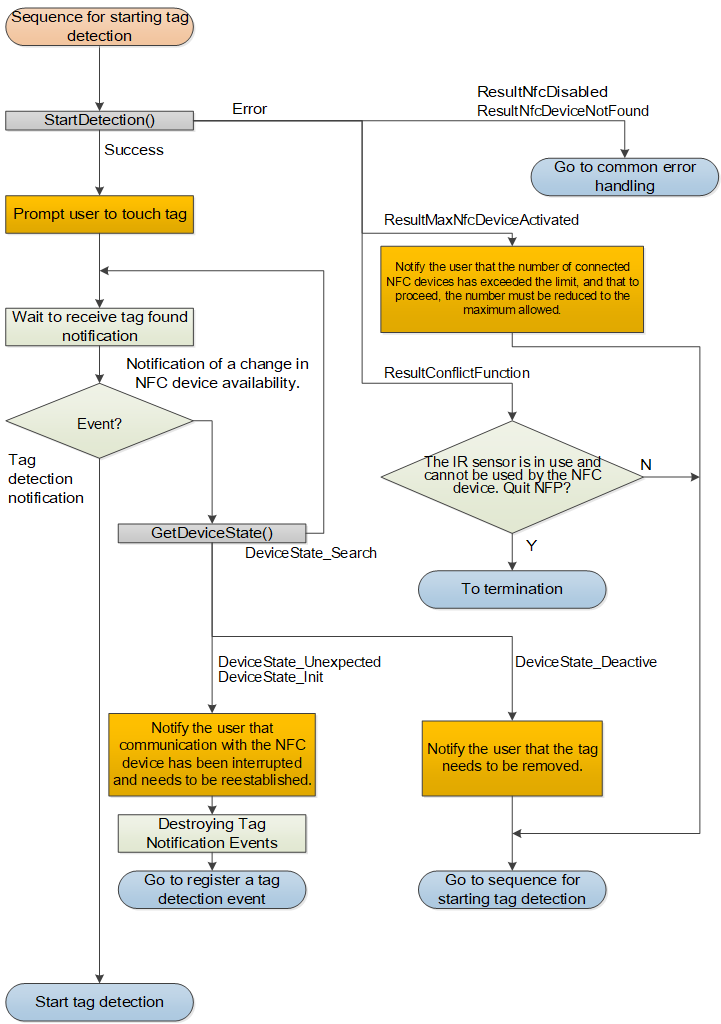 Sequence for starting tag
detection
StartDetection()
Error
ResultNfcDisabled
ResultNfcDeviceNotFound
Success
Go to common error
handling
Prompt user to touch tag
ResultMaxNfcDeviceActivated
Notify the user that the number of connected
NFC devices has exceeded the limit, and that to
proceed, the number must be reduced to the
maximum allowed.
Wait to receive tag found
notification
Notification of a change in
NFC device availability.
ResultConflictFunction
Event?
Tag
detection
notification
The IR sensor is in use and
cannot be used by the NFC
device. Quit NFP?
N
Y
GetDeviceState()
DeviceState_Search
To termination
DeviceState_Unexpected
DeviceState_Init
DeviceState_Deactive
Notify the user that
communication with the NFC
device has been interrupted
and needs to be reestablished.
Notify the user that the tag
needs to be removed.
Destroying Tag
Notification Events
Go to register a tag
detection event
Go to sequence for
starting tag detection
Start tag detection